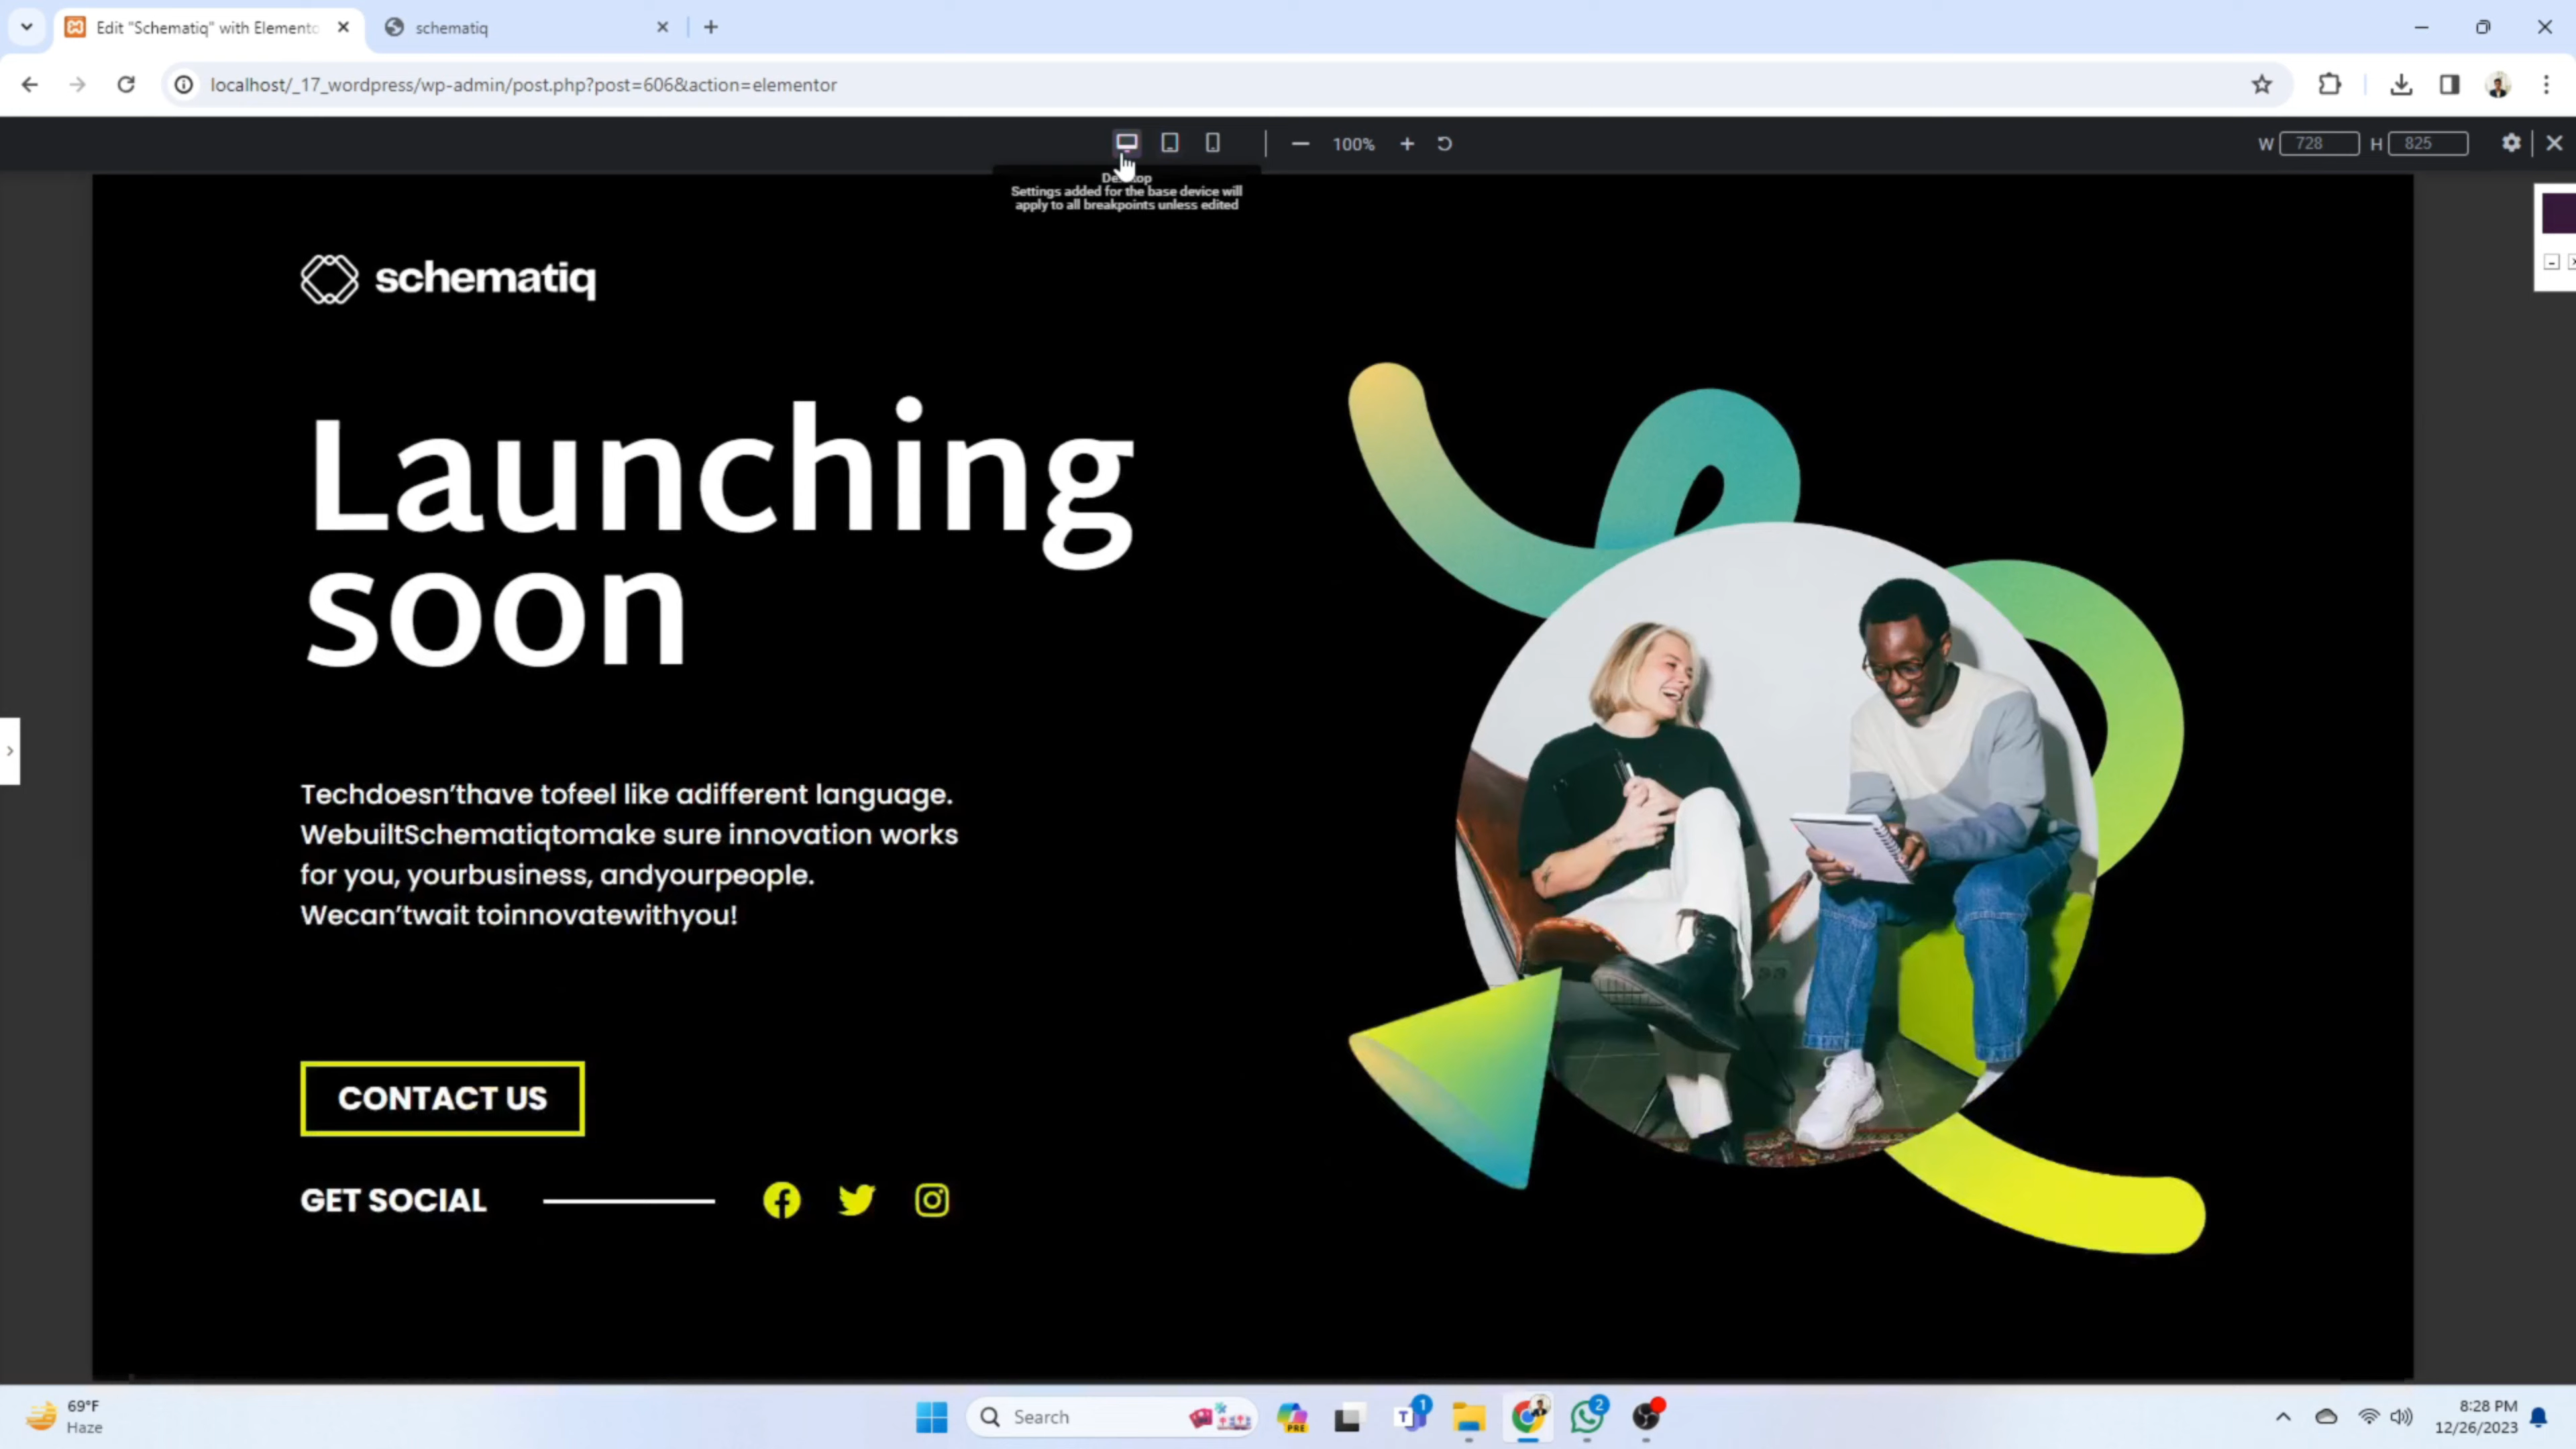 Edit "Schematiq" with Elemento
schematiq
localhost/_17_wordpress/wp-admin/post.php?post=606&action=elementor
100%
W 728 H 825
Settings added for the base device will
apply to all breakpoints unless edited
schematiq
Launching
soon
Techdoesn'thave tofeel like adifferent language.
WebuiltSchematiqtomake sure innovation works
for you, yourbusiness, andyourpeople.
Wecan'twait toinnovatewithyou!
CONTACT US
GET SOCIAL
69°F
Haze
Search
PRE
T
1
2
8:28 PM
12/26/2023